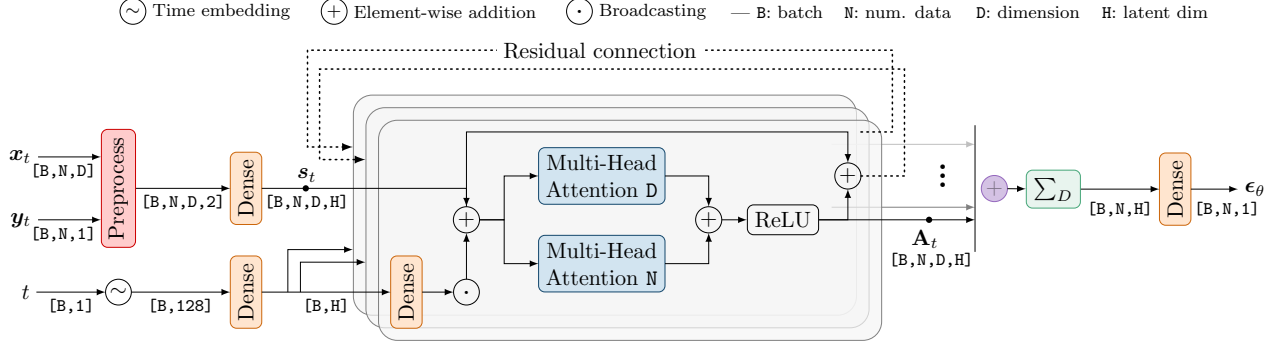 Time embedding Element-wise addition Broadcasting B: batch N: num. data D: dimension H: latent dim
Residual connection
x_t
[B,N,D]
y_t
[B,N,1]
Preprocess
[B,N,D,2]
Dense
s_t
[B,N,D,H]
t
[B,1]
[B,128]
Dense
[B,H]
Dense
Multi-Head
Attention D
Multi-Head
Attention N
ReLU
A_t
[B,N,D,H]
∑_D
[B,N,H]
Dense
ϵ_θ
[B,N,1]